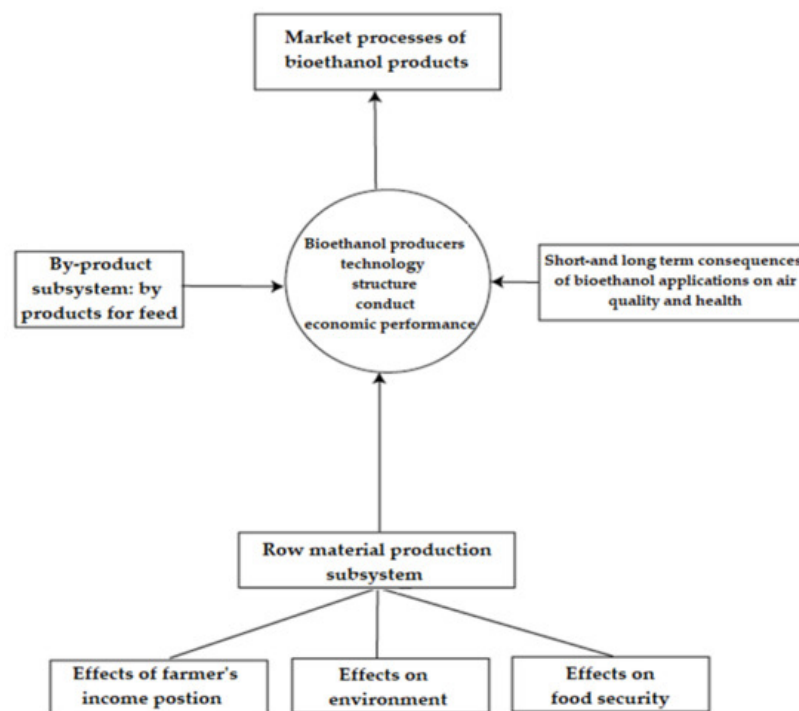 Market processes of
bioethanol products
Bioethanol producers
technology
structure
conduct
economic performance
By-product
subsystem: by
products for feed
Short-and long term consequences
of bioethanol applications on air
quality and health
Row material production
subsystem
Effects of farmer's
income postion
Effects on
environment
Effects on
food security